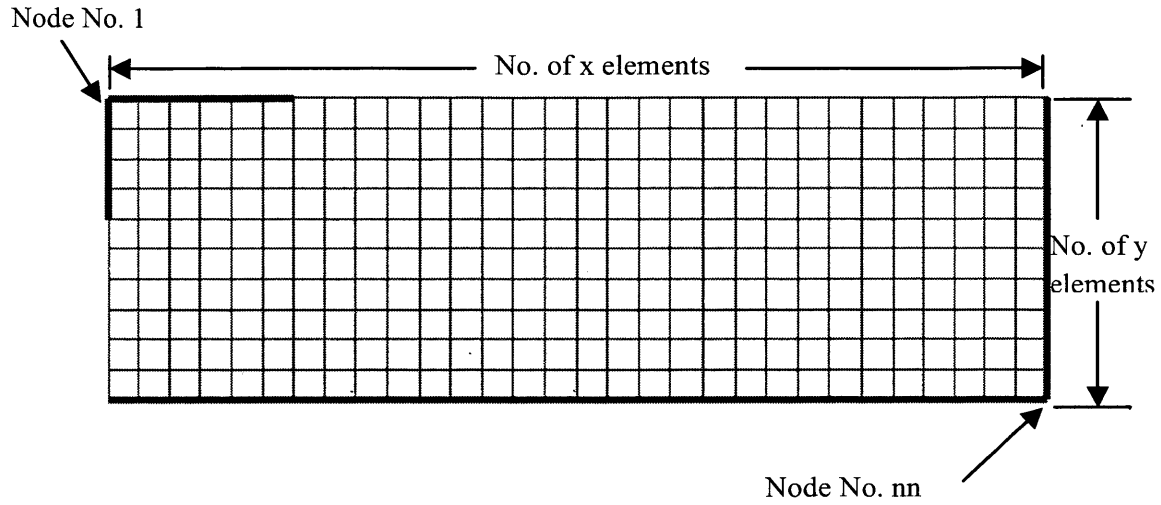 Node No. 1
No. of x elements
No. of y
elements
Node No. nn